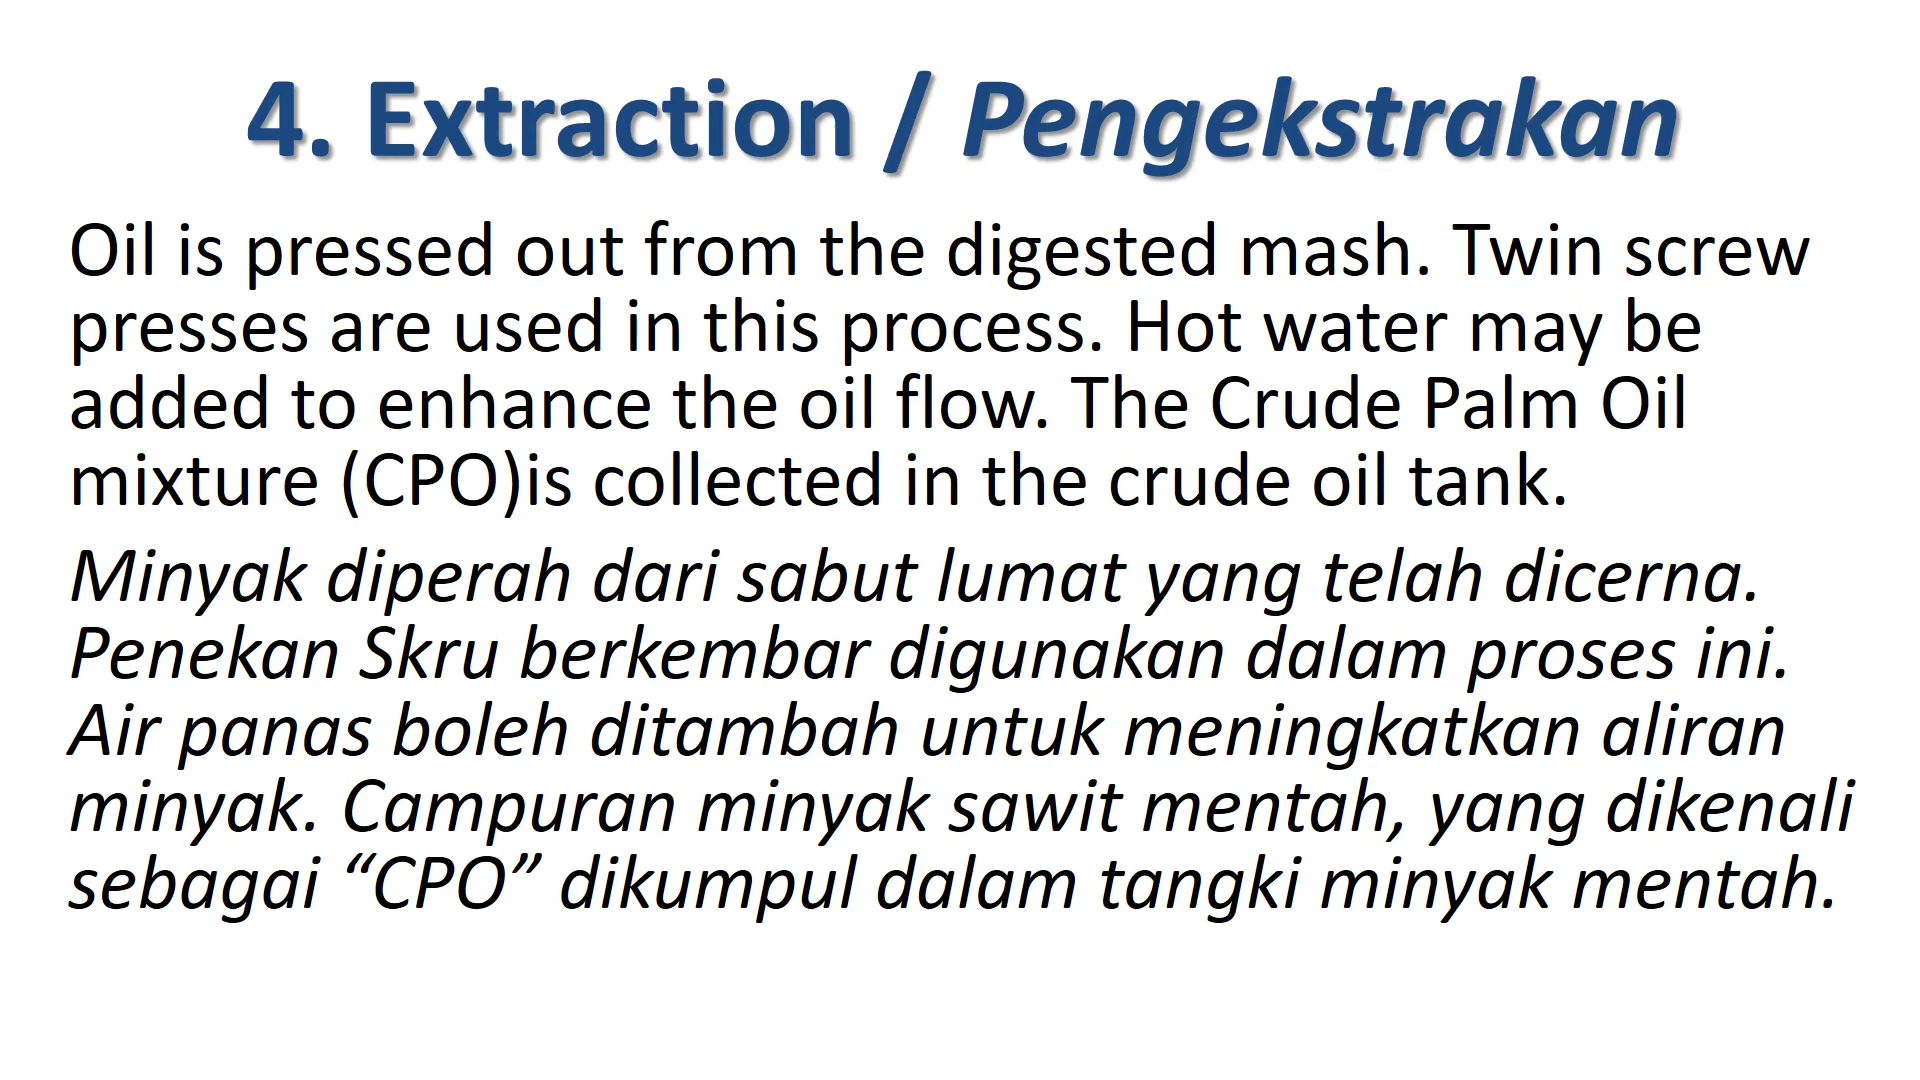 4. Extraction / Pengekstrakan
Oil is pressed out from the digested mash. Twin screw
presses are used in this process. Hot water may be
added to enhance the oil flow. The Crude Palm Oil
mixture (CPO)is collected in the crude oil tank.
Minyak diperah dari sabut lumat yang telah dicerna.
Penekan Skru berkembar digunakan dalam proses ini.
Air panas boleh ditambah untuk meningkatkan aliran
minyak. Campuran minyak sawit mentah, yang dikenali
sebagai “CPO” dikumpul dalam tangki minyak mentah.